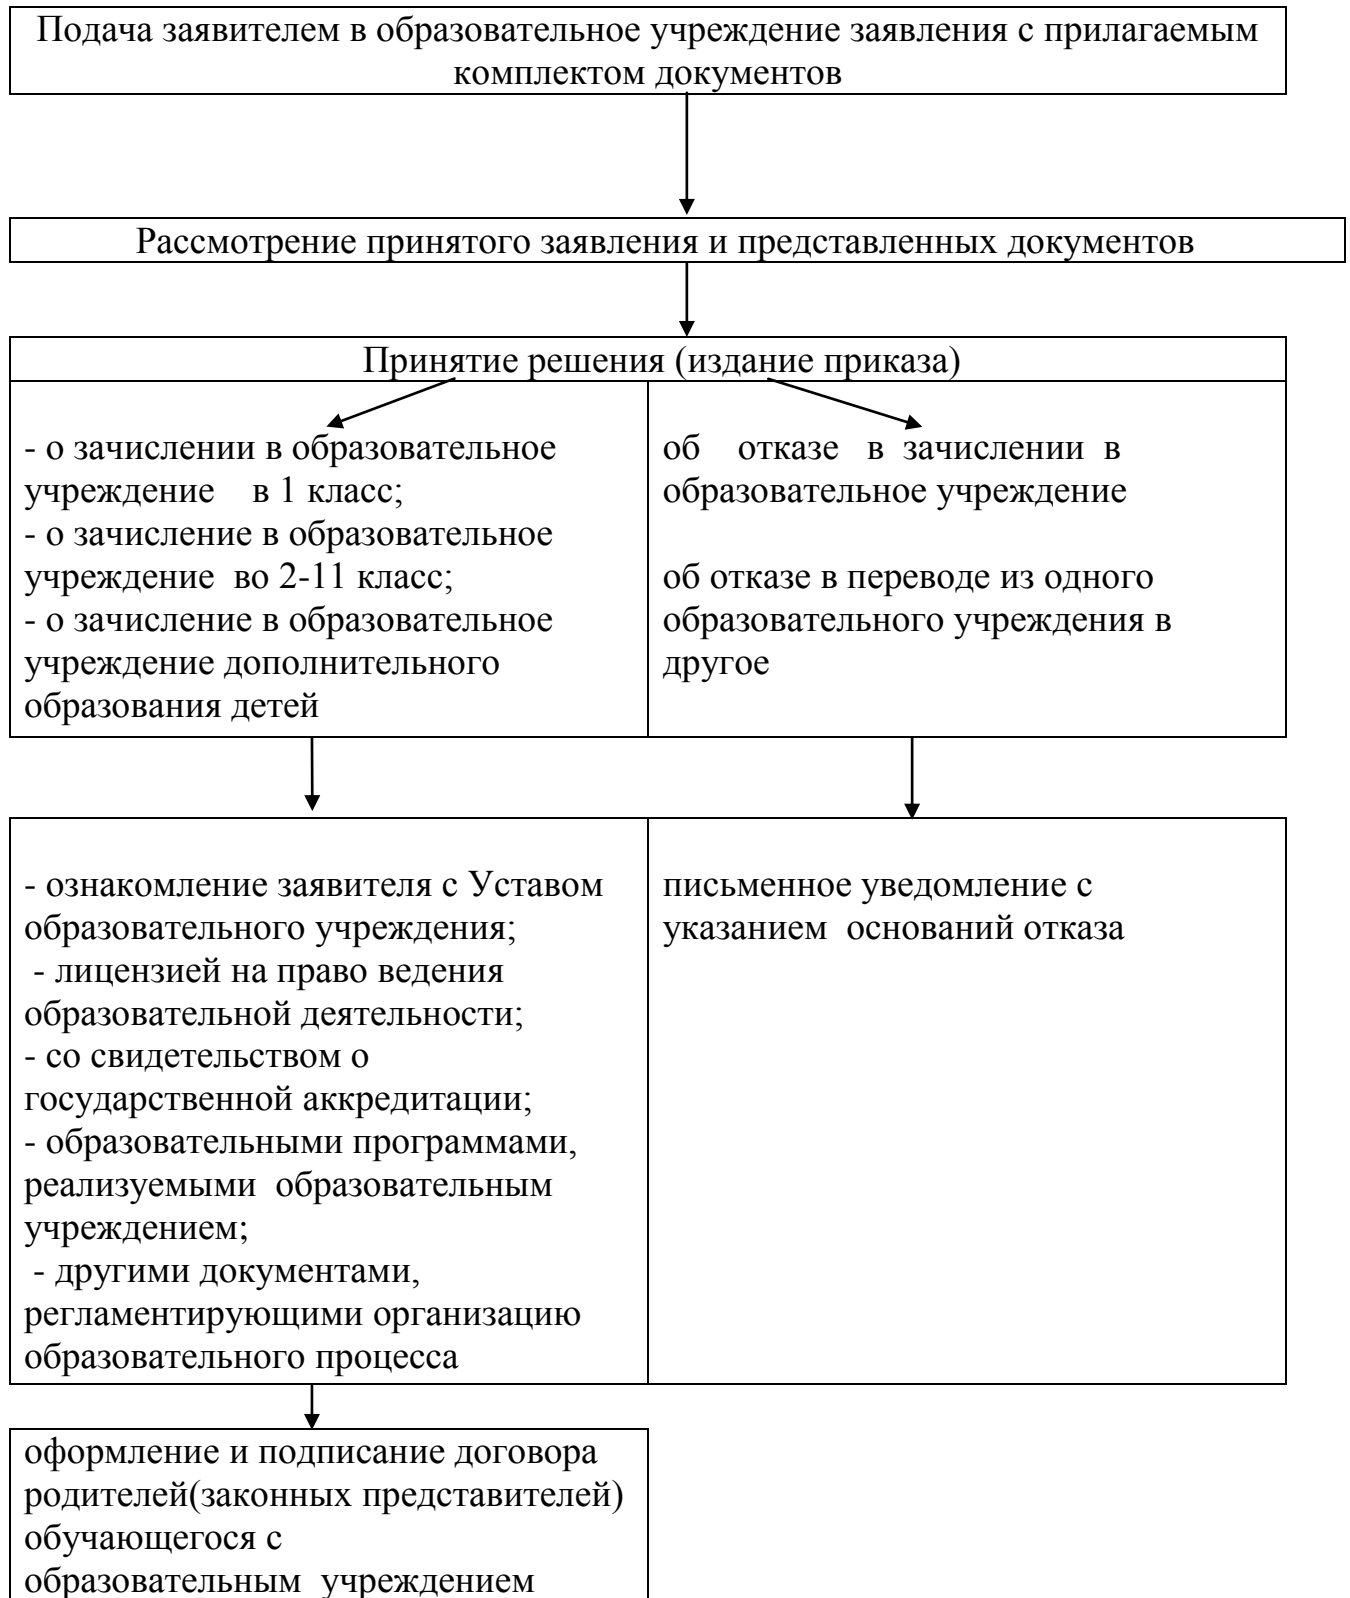 Подача заявителем в образовательное учреждение заявления с прилагаемым
комплектом документов
Рассмотрение принятого заявления и представленных документов
Принятие решения (издание приказа)
- о зачислении в образовательное
учреждение    в 1 класс;
- о зачисление в образовательное
учреждение  во 2-11 класс;
- о зачисление в образовательное
учреждение дополнительного
образования детей
об    отказе   в  зачислении  в
образовательное учреждение
об отказе в переводе из одного
образовательного учреждения в
другое
- ознакомление заявителя с Уставом
образовательного учреждения;
- лицензией на право ведения
образовательной деятельности;
- со свидетельством о
государственной аккредитации;
- образовательными программами,
реализуемыми  образовательным
учреждением;
- другими документами,
регламентирующими организацию
образовательного процесса
письменное уведомление с
указанием  оснований отказа
оформление и подписание договора
родителей(законных представителей)
обучающегося с
образовательным  учреждением